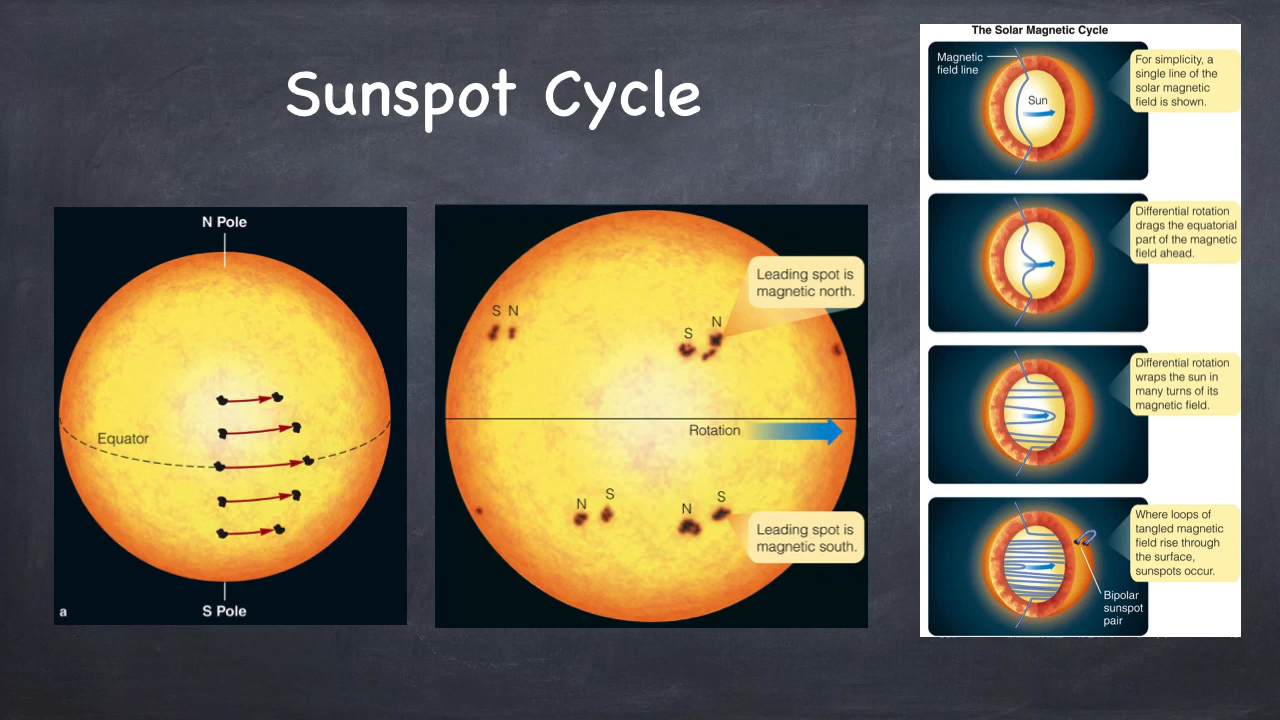 Sunspot Cycle
N Pole
Equator
a
S Pole
Leading spot is
magnetic north.
S N
S
N
Rotation
N
S
N
S
Leading spot is
magnetic south.
The Solar Magnetic Cycle
Magnetic
field line
Sun
For simplicity, a
single line of the
solar magnetic
field is shown.
Differential rotation
drags the equatorial
part of the magnetic
field ahead.
Differential rotation
wraps the sun in
many turns of its
magnetic field.
Where loops of
tangled magnetic
field rise through
the surface,
sunspots occur.
Bipolar
sunspot
pair